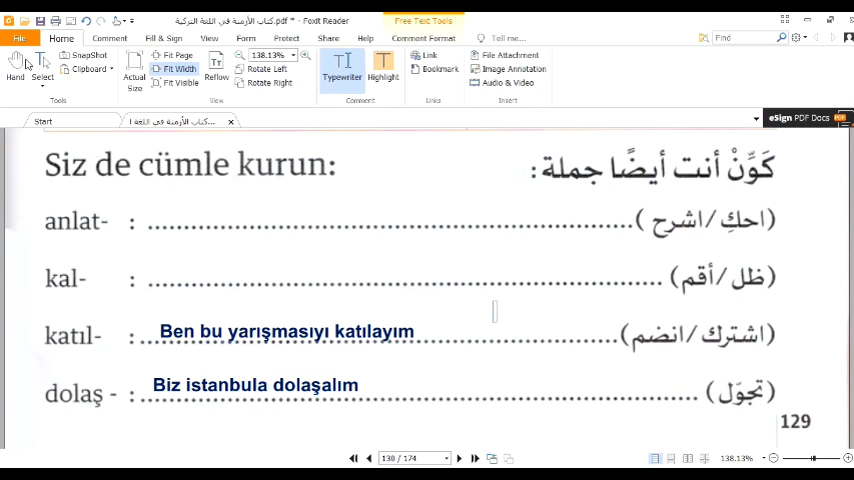 كتاب الأزمنة في اللغة التركية.pdf * - Foxit Reader
Free Text Tools
File Home Comment Fill & Sign View Form Protect Share Help Comment Format Tell me... Find
SnapShot Fit Page 138.13% Link File Attachment
Clipboard Fit Width Rotate Left Bookmark Image Annotation
Hand Select Actual Size Fit Visible Reflow Rotate Right Typewriter Highlight Audio & Video
Tools View Comment Links Insert
Start كتاب الأزمنة في اللغة ا... eSign PDF Docs
Siz de cümle kurun: كَوِّنْ أنت أيضًا جملة :
anlat- : ...................................................... (احكِ/اشرح)
kal- : ...................................................... (ظل/أقم)
katıl- : Ben bu yarışmasıyı katılayım ...................... (اشترك/انضم)
dolaş - : Biz istanbula dolaşalım ...................... (تجوّل)
129
130 / 174 138.13%